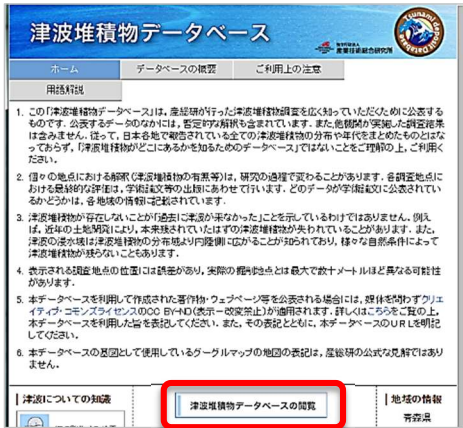 津波堆積物データベース
産業技術総合研究所
Tsunami deposit Database
ホーム
データベースの概要
ご利用上の注意
用語解説
1. この「津波堆積物データベース」は，産総研が行った津波堆積物調査を広く知っていただくために公表する
ものです．公表するデータのなかには，暫定的な解釈も含まれています．また，他機関が実施した調査結果
は含みません．従って，日本各地で報告されている全ての津波堆積物の分布や年代をまとめたものとはな
っておらず，「津波堆積物がどこにあるかを知るためのデータベース」ではないことをご理解の上，ご利用く
ださい．
2. 個々の地点における解釈（津波堆積物の有無等）は，研究の過程で変わることがあります．各調査地点に
おける最終的な評価は，学術論文等の出版にあわせて行います．どのデータが学術論文に公表されてい
るかどうかは，各地域の情報に記載されています．
3. 津波堆積物が存在しないことが「過去に津波が来なかった」ことを示しているわけではありません．例え
ば，近年の土地開発により，本来残されていたはずの津波堆積物が失われていることがあります．また，
津波の浸水域は津波堆積物の分布域より内陸側に広がることが知られており，様々な自然条件によって
津波堆積物が残らないこともあります．
4. 表示される調査地点の位置には誤差があり，実際の掘削地点とは最大で数十メートルほど異なる可能性
があります．
5. 本データベースを利用して作成された著作物・ウェブページ等を公表される場合には，媒体を問わずクリエ
イティブ・コモンズライセンスのCC BY-ND（表示－改変禁止）が適用されます．詳しくはこちらをご覧の上，
本データベースを利用した旨を表記してください．また，その表記とともに，本データベースのＵＲＬを明記
してください．
6. 本データベースの基図として使用しているグーグルマップの地図の表記は，産総研の公式な見解ではあり
ません．
津波についての知識
津波堆積物データベースの閲覧
地域の情報
青森県